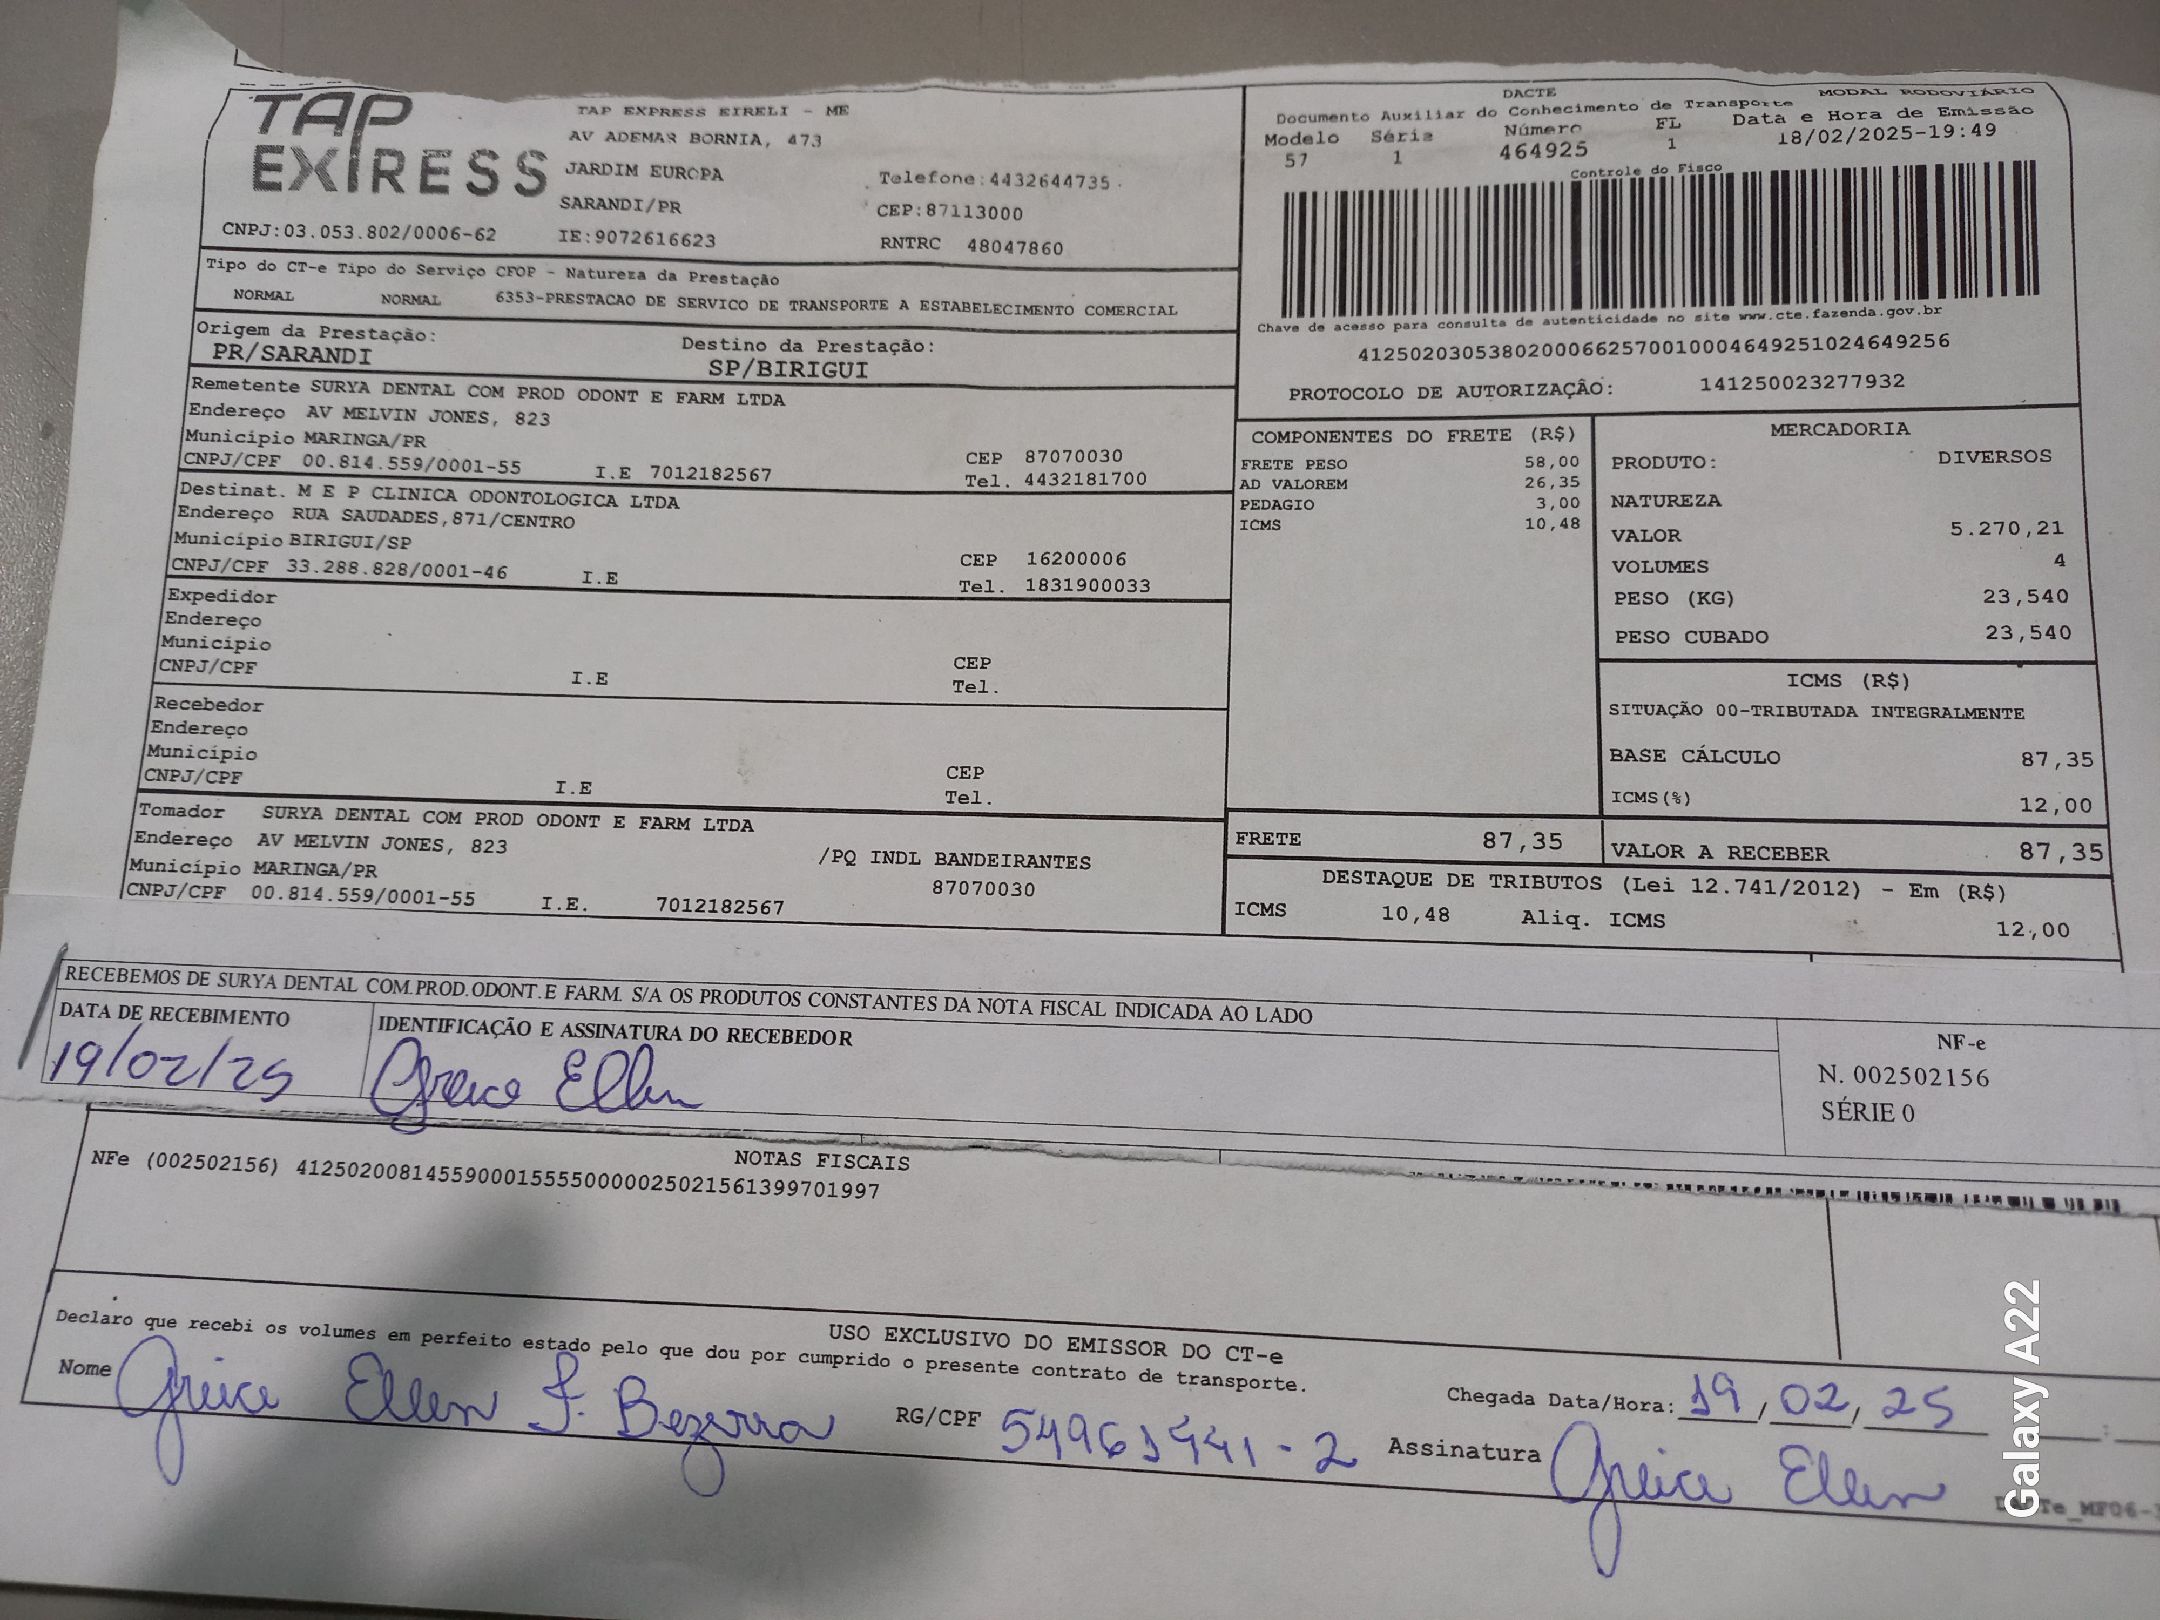 TAP EXPRESS
TAP EXPRESS EIRELI - ME
AV ADEMAR BORNIA, 473
JARDIM EUROPA
Telefone:4432644735
SARANDI/PR
CEP:87113000
CNPJ:03.053.802/0006-62 IE:9072616623 RNTRC 48047860
DACTE
MODAL RODOVIÁRIO
Documento Auxiliar do Conhecimento de Transporte
Modelo Série Número FL Data e Hora de Emissão
57 1 464925 1 18/02/2025-19:49
Controle do Fisco
Chave de acesso para consulta de autenticidade no site www.cte.fazenda.gov.br
41250203053802000662570010004649251024649256
PROTOCOLO DE AUTORIZAÇÂO: 141250023277932
Tipo do CT-e Tipo do Serviço CFOP - Natureza da Prestação
NORMAL NORMAL 6353-PRESTACAO DE SERVICO DE TRANSPORTE A ESTABELECIMENTO COMERCIAL
Origem da Prestação: Destino da Prestação:
PR/SARANDI SP/BIRIGUI
Remetente SURYA DENTAL COM PROD ODONT E FARM LTDA
Endereço AV MELVIN JONES, 823
Município MARINGA/PR CEP 87070030
CNPJ/CPF 00.814.559/0001-55 I.E 7012182567 Tel. 4432181700
Destinat. M E P CLINICA ODONTOLOGICA LTDA
Endereço RUA SAUDADES,871/CENTRO
Município BIRIGUI/SP CEP 16200006
CNPJ/CPF 33.288.828/0001-46 I.E Tel. 1831900033
Expedidor
Endereço
Município CEP
CNPJ/CPF I.E Tel.
Recebedor
Endereço
Município CEP
CNPJ/CPF I.E Tel.
Tomador SURYA DENTAL COM PROD ODONT E FARM LTDA
Endereço AV MELVIN JONES, 823 /PQ INDL BANDEIRANTES
Município MARINGA/PR 87070030
CNPJ/CPF 00.814.559/0001-55 I.E. 7012182567
COMPONENTES DO FRETE (R$)
FRETE PESO 58,00
AD VALOREM 26,35
PEDAGIO 3,00
ICMS 10,48
MERCADORIA
PRODUTO: DIVERSOS
NATUREZA
VALOR 5.270,21
VOLUMES 4
PESO (KG) 23,540
PESO CUBADO 23,540
ICMS (R$)
SITUAÇÃO 00-TRIBUTADA INTEGRALMENTE
BASE CÁLCULO 87,35
ICMS(%) 12,00
FRETE 87,35 VALOR A RECEBER 87,35
DESTAQUE DE TRIBUTOS (Lei 12.741/2012) - Em (R$)
ICMS 10,48 Aliq. ICMS 12,00
RECEBEMOS DE SURYA DENTAL COM.PROD.ODONT.E FARM. S/A OS PRODUTOS CONSTANTES DA NOTA FISCAL INDICADA AO LADO
DATA DE RECEBIMENTO IDENTIFICAÇÃO E ASSINATURA DO RECEBEDOR
19/02/25 Greice Ellen
NF-e
N. 002502156
SÉRIE 0
NOTAS FISCAIS
NFe (002502156) 41250200814559000155550000025021561399701997
USO EXCLUSIVO DO EMISSOR DO CT-e
Declaro que recebi os volumes em perfeito estado pelo que dou por cumprido o presente contrato de transporte.
Nome Greice Ellen F. Bezerra RG/CPF 54961441-2
Chegada Data/Hora: 19/02/25
Assinatura Greice Ellen
Galaxy A22